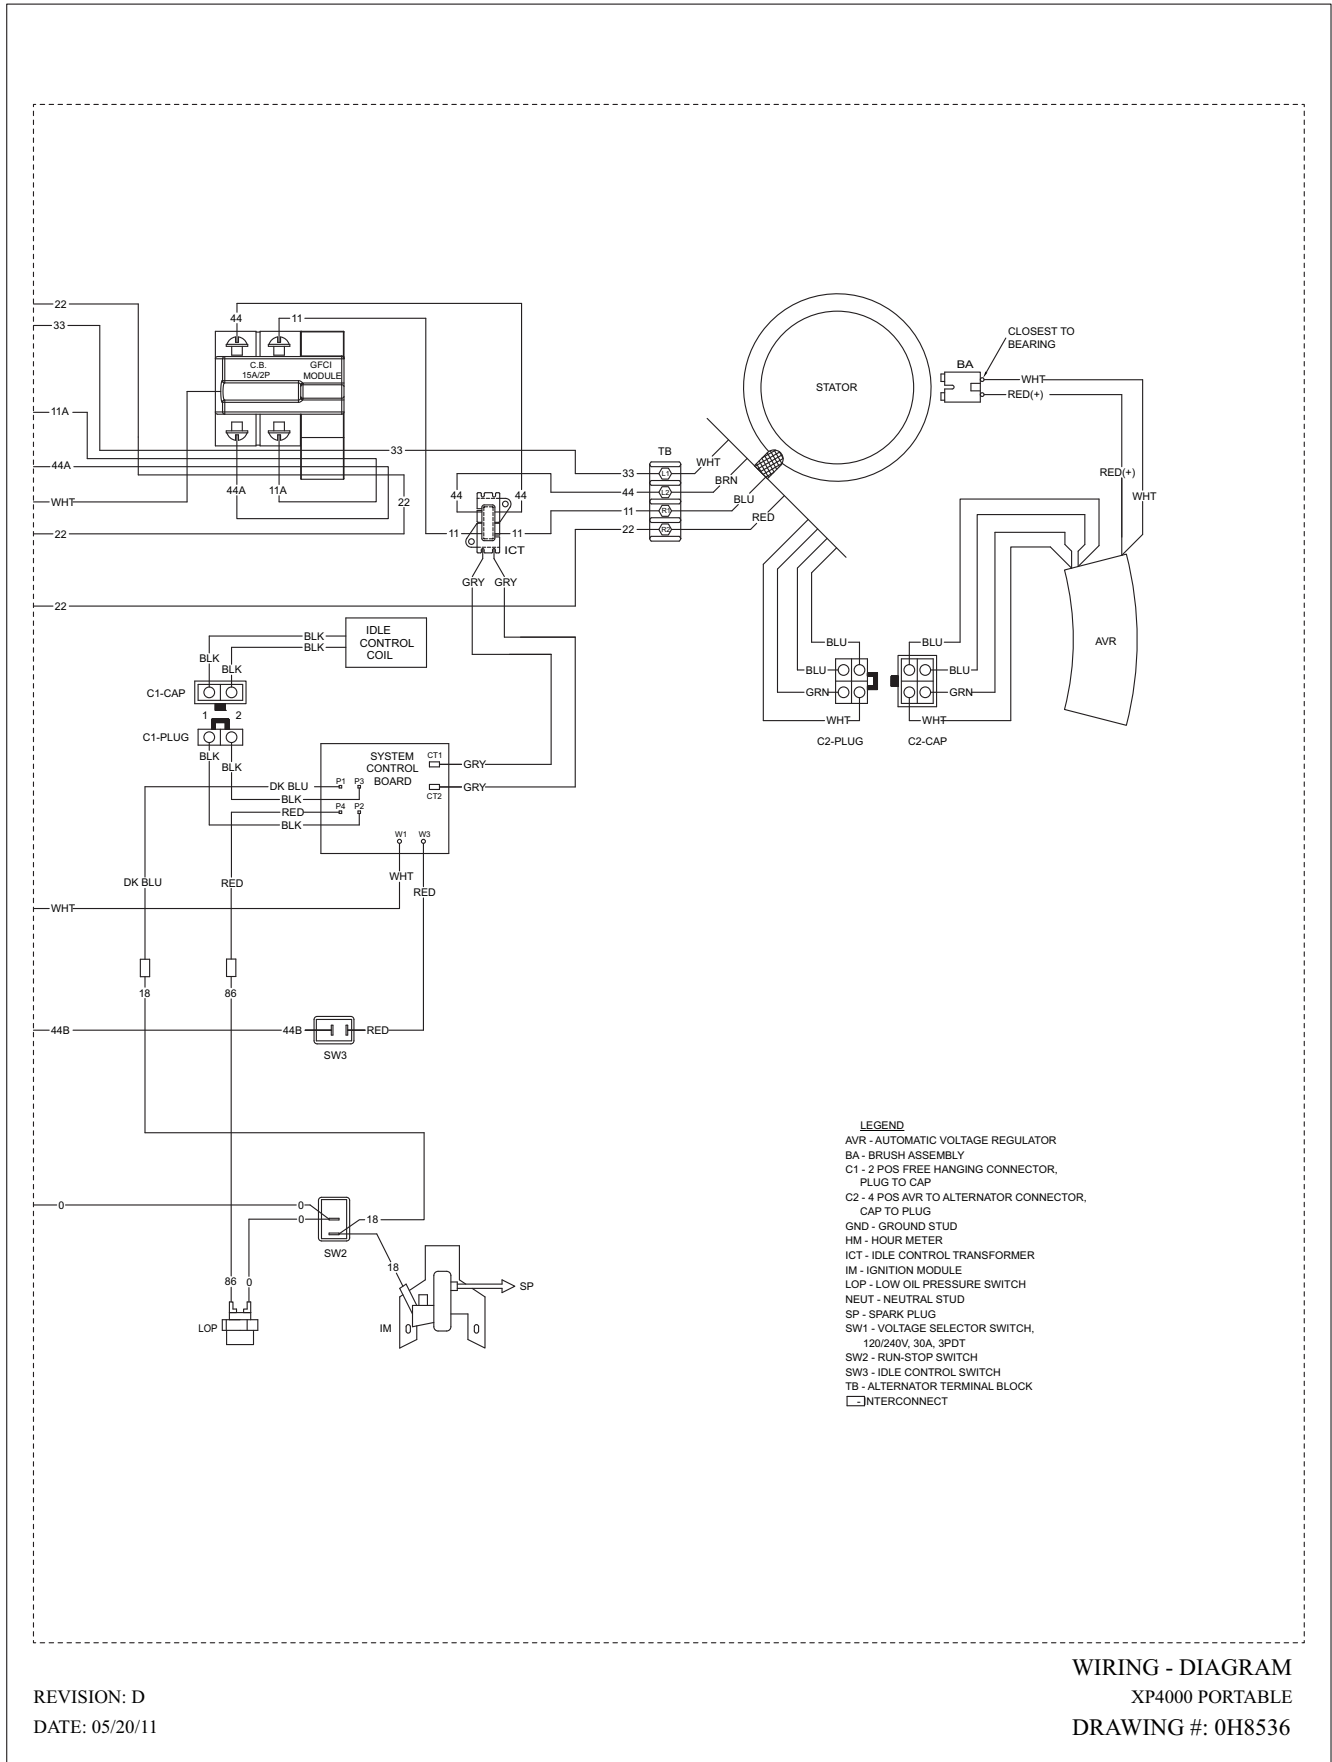 22
33
11A
44A
WHT
22
22
44
11
C.B.
15A/2P
GFCI
MODULE
44A
11A
33
22
44
44
11
11
ICT
GRY
GRY
TB
33
44
11
22
L1
L2
R1
R2
WHT
BRN
BLU
RED
STATOR
CLOSEST TO
BEARING
BA
WHT
RED(+)
RED(+)
WHT
AVR
BLU
BLU
GRN
WHT
C2-PLUG
BLU
BLU
GRN
WHT
C2-CAP
IDLE
CONTROL
COIL
BLK
BLK
BLK
BLK
C1-CAP
1 2
C1-PLUG
BLK
BLK
SYSTEM
CONTROL
BOARD
CT1
CT2
GRY
GRY
DK BLU
BLK
RED
BLK
P1 P3
P4 P2
W1 W3
WHT
RED
DK BLU
RED
WHT
18
86
44B
44B
RED
SW3
0
0
0
18
SW2
18
86 0
LOP
IM
0
0
SP
LEGEND
AVR - AUTOMATIC VOLTAGE REGULATOR
BA - BRUSH ASSEMBLY
C1 - 2 POS FREE HANGING CONNECTOR,
PLUG TO CAP
C2 - 4 POS AVR TO ALTERNATOR CONNECTOR,
CAP TO PLUG
GND - GROUND STUD
HM - HOUR METER
ICT - IDLE CONTROL TRANSFORMER
IM - IGNITION MODULE
LOP - LOW OIL PRESSURE SWITCH
NEUT - NEUTRAL STUD
SP - SPARK PLUG
SW1 - VOLTAGE SELECTOR SWITCH,
120/240V, 30A, 3PDT
SW2 - RUN-STOP SWITCH
SW3 - IDLE CONTROL SWITCH
TB - ALTERNATOR TERMINAL BLOCK
- INTERCONNECT
WIRING - DIAGRAM
REVISION: D
XP4000 PORTABLE
DATE: 05/20/11
DRAWING #: 0H8536